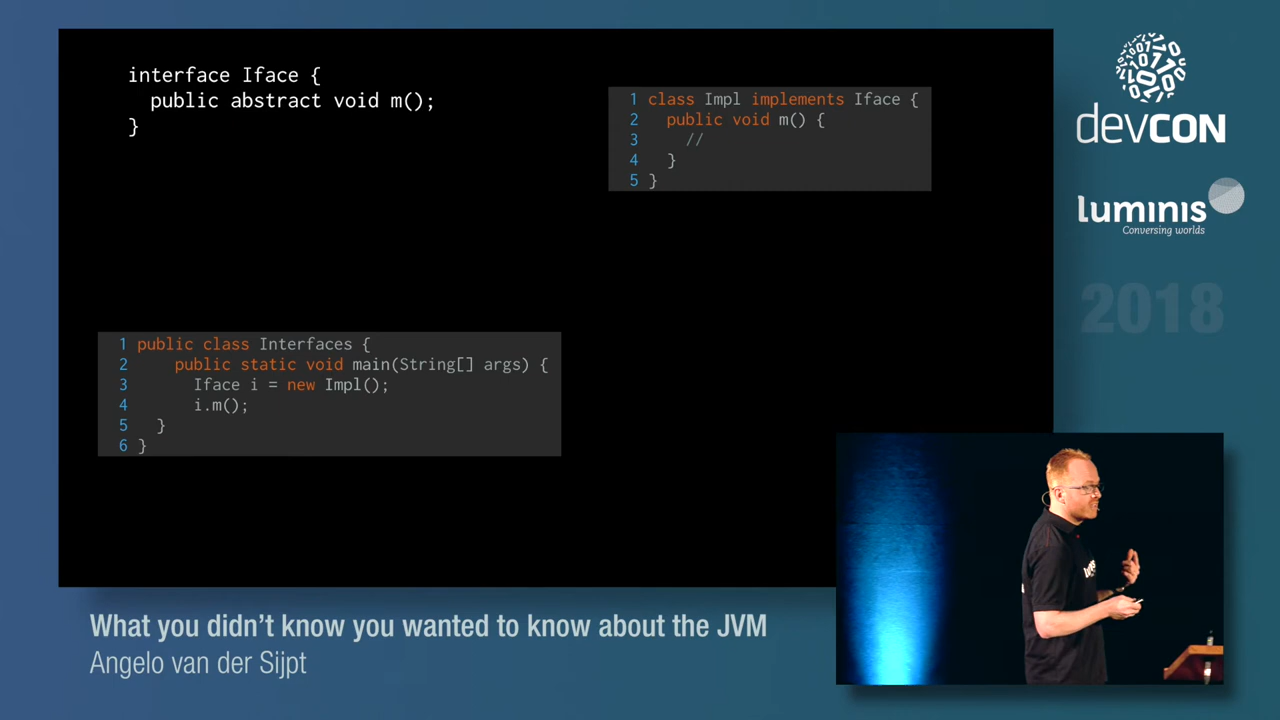 interface Iface {
public abstract void m();
}
1 class Impl implements Iface {
2 public void m() {
3 //
4 }
5 }
1 public class Interfaces {
2 public static void main(String[] args) {
3 Iface i = new Impl();
4 i.m();
5 }
6 }
devCON
luminis
Conversing worlds
2018
What you didn't know you wanted to know about the JVM
Angelo van der Sijpt